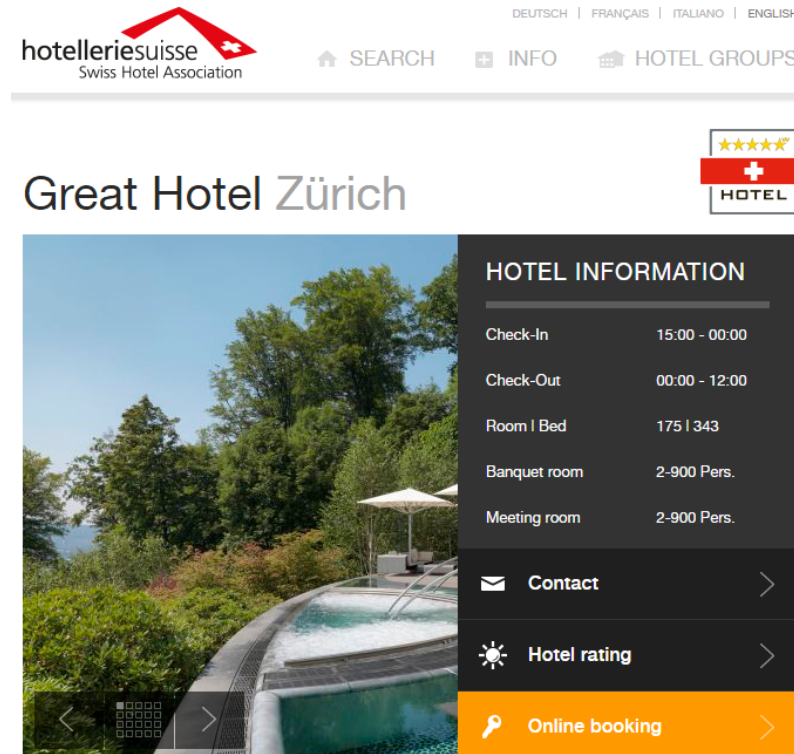 DEUTSCH | FRANÇAIS | ITALIANO | ENGLISH
hotelleriesuisse
Swiss Hotel Association
SEARCH INFO HOTEL GROUPS
HOTEL
Great Hotel Zürich
HOTEL INFORMATION
Check-In 15:00 - 00:00
Check-Out 00:00 - 12:00
Room | Bed 175 | 343
Banquet room 2-900 Pers.
Meeting room 2-900 Pers.
Contact
Hotel rating
Online booking